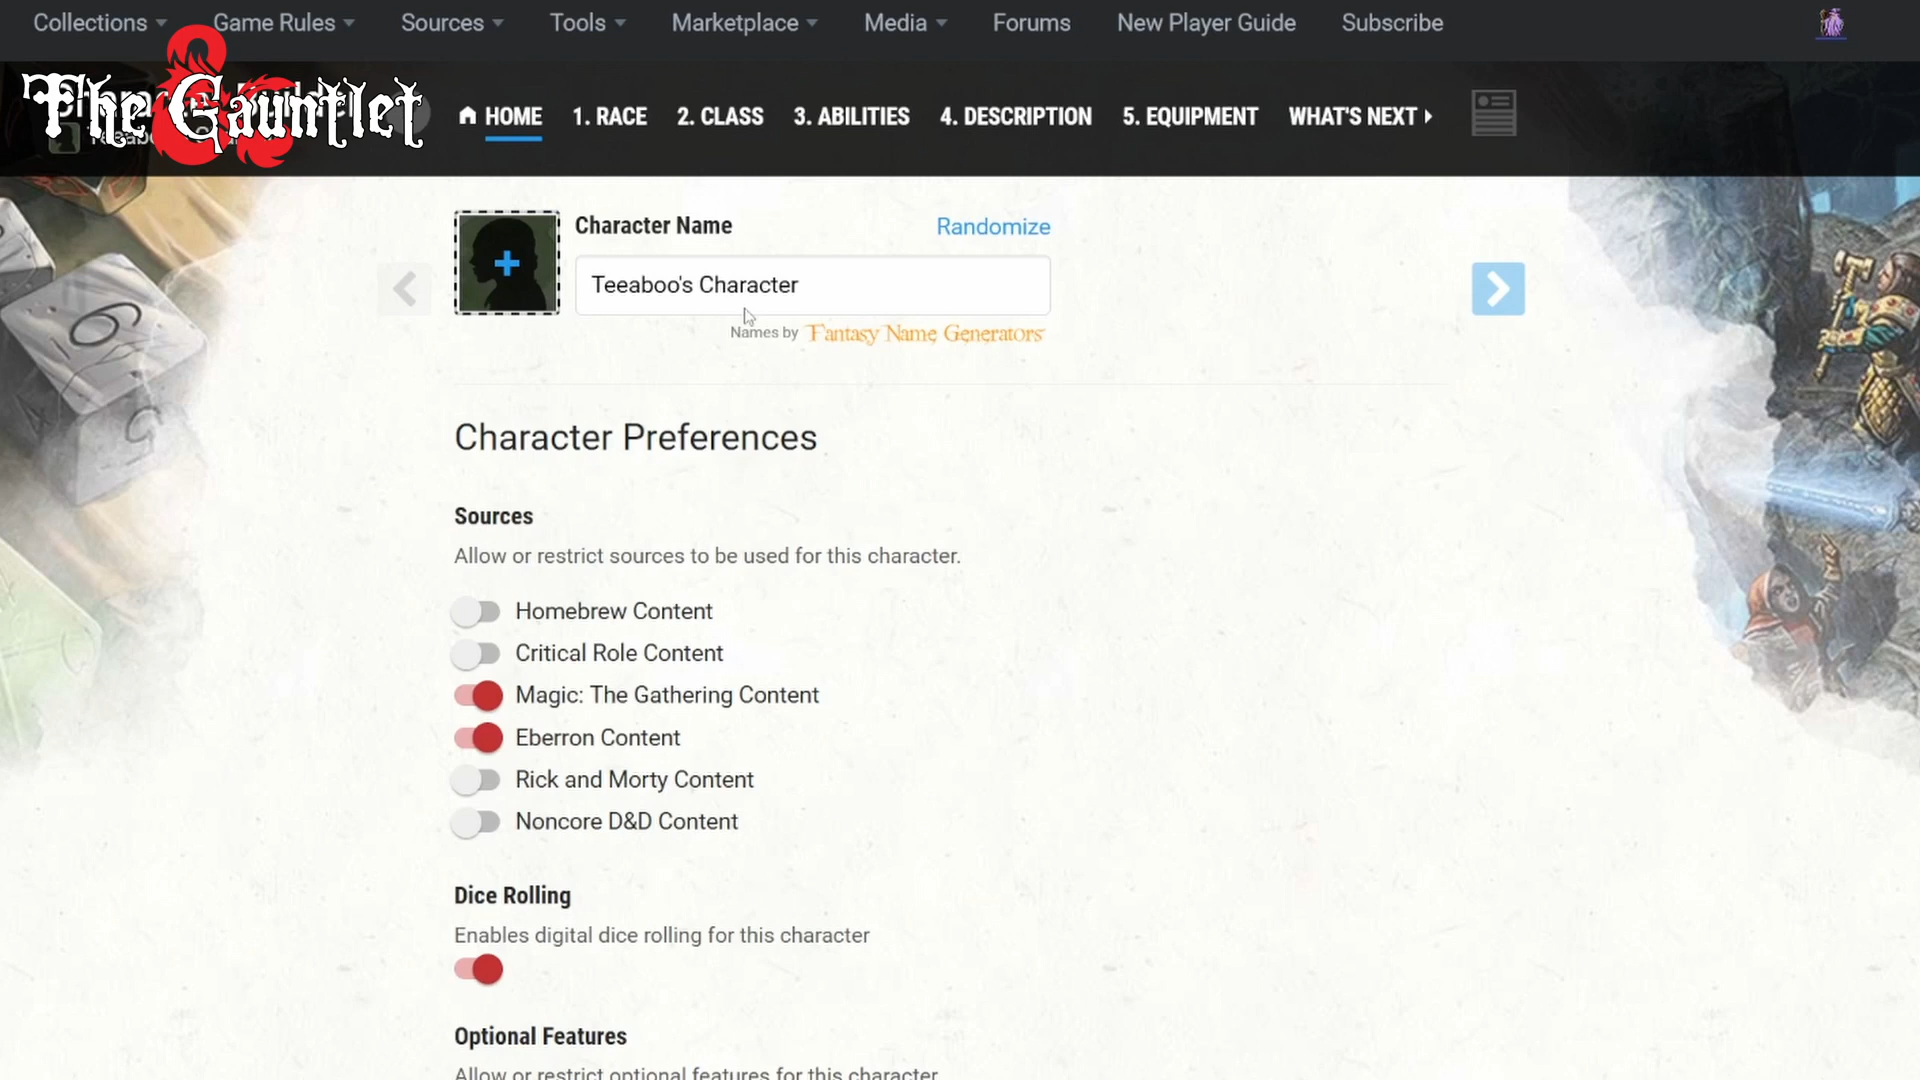 Collections
Game Rules
Sources
Tools
Marketplace
Media
Forums
New Player Guide
Subscribe
The Gauntlet
HOME
1. RACE
2. CLASS
3. ABILITIES
4. DESCRIPTION
5. EQUIPMENT
WHAT'S NEXT
Character Name
Randomize
Teeaboo's Character
Names by Fantasy Name Generators
Character Preferences
Sources
Allow or restrict sources to be used for this character.
Homebrew Content
Critical Role Content
Magic: The Gathering Content
Eberron Content
Rick and Morty Content
Noncore D&D Content
Dice Rolling
Enables digital dice rolling for this character
Optional Features
Allow or restrict optional features for this character.